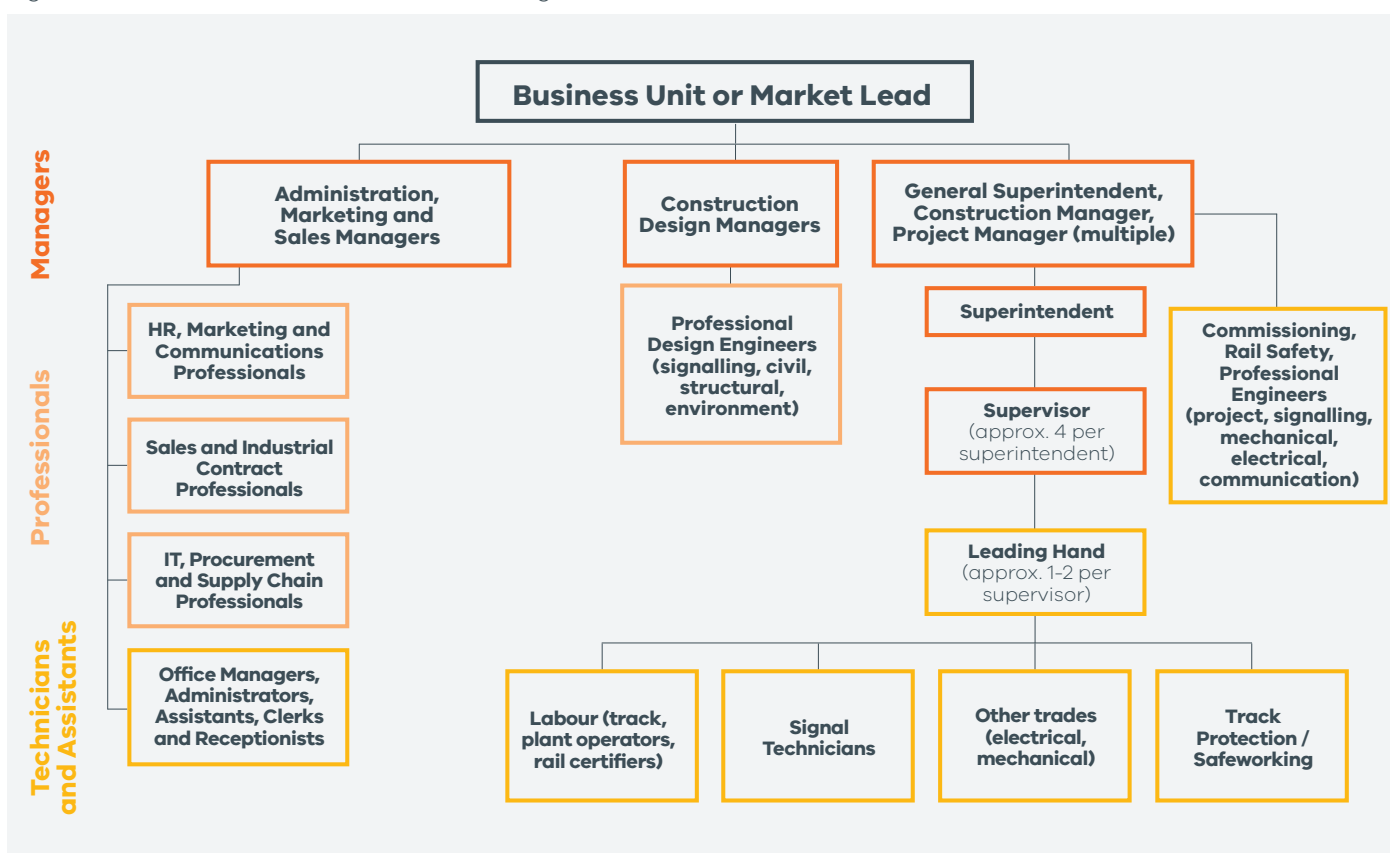 Business Unit or Market Lead
Managers
Administration,
Marketing and
Sales Managers
Construction
Design Managers
General Superintendent,
Construction Manager,
Project Manager (multiple)
Professionals
HR, Marketing and
Communications
Professionals
Sales and Industrial
Contract
Professionals
IT, Procurement
and Supply Chain
Professionals
Professional
Design Engineers
(signalling, civil,
structural,
environment)
Superintendent
Supervisor
(approx. 4 per
superintendent)
Commissioning,
Rail Safety,
Professional
Engineers
(project, signalling,
mechanical,
electrical,
communication)
Leading Hand
(approx. 1-2 per
supervisor)
Technicians
and Assistants
Office Managers,
Administrators,
Assistants, Clerks
and Receptionists
Labour (track,
plant operators,
rail certifiers)
Signal
Technicians
Other trades
(electrical,
mechanical)
Track
Protection /
Safeworking